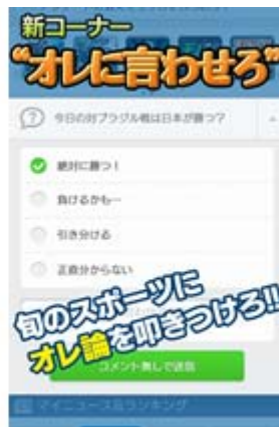 新コーナー
“オレに言わせろ”
今日の対ブラジル戦は日本が勝つ?
絶対に勝つ!
負けるかも…
引き分ける
正直分からない
旬のスポーツに
オレ論を叩きつけろ!!
コメント無しで送信
マイニュース品ランキング